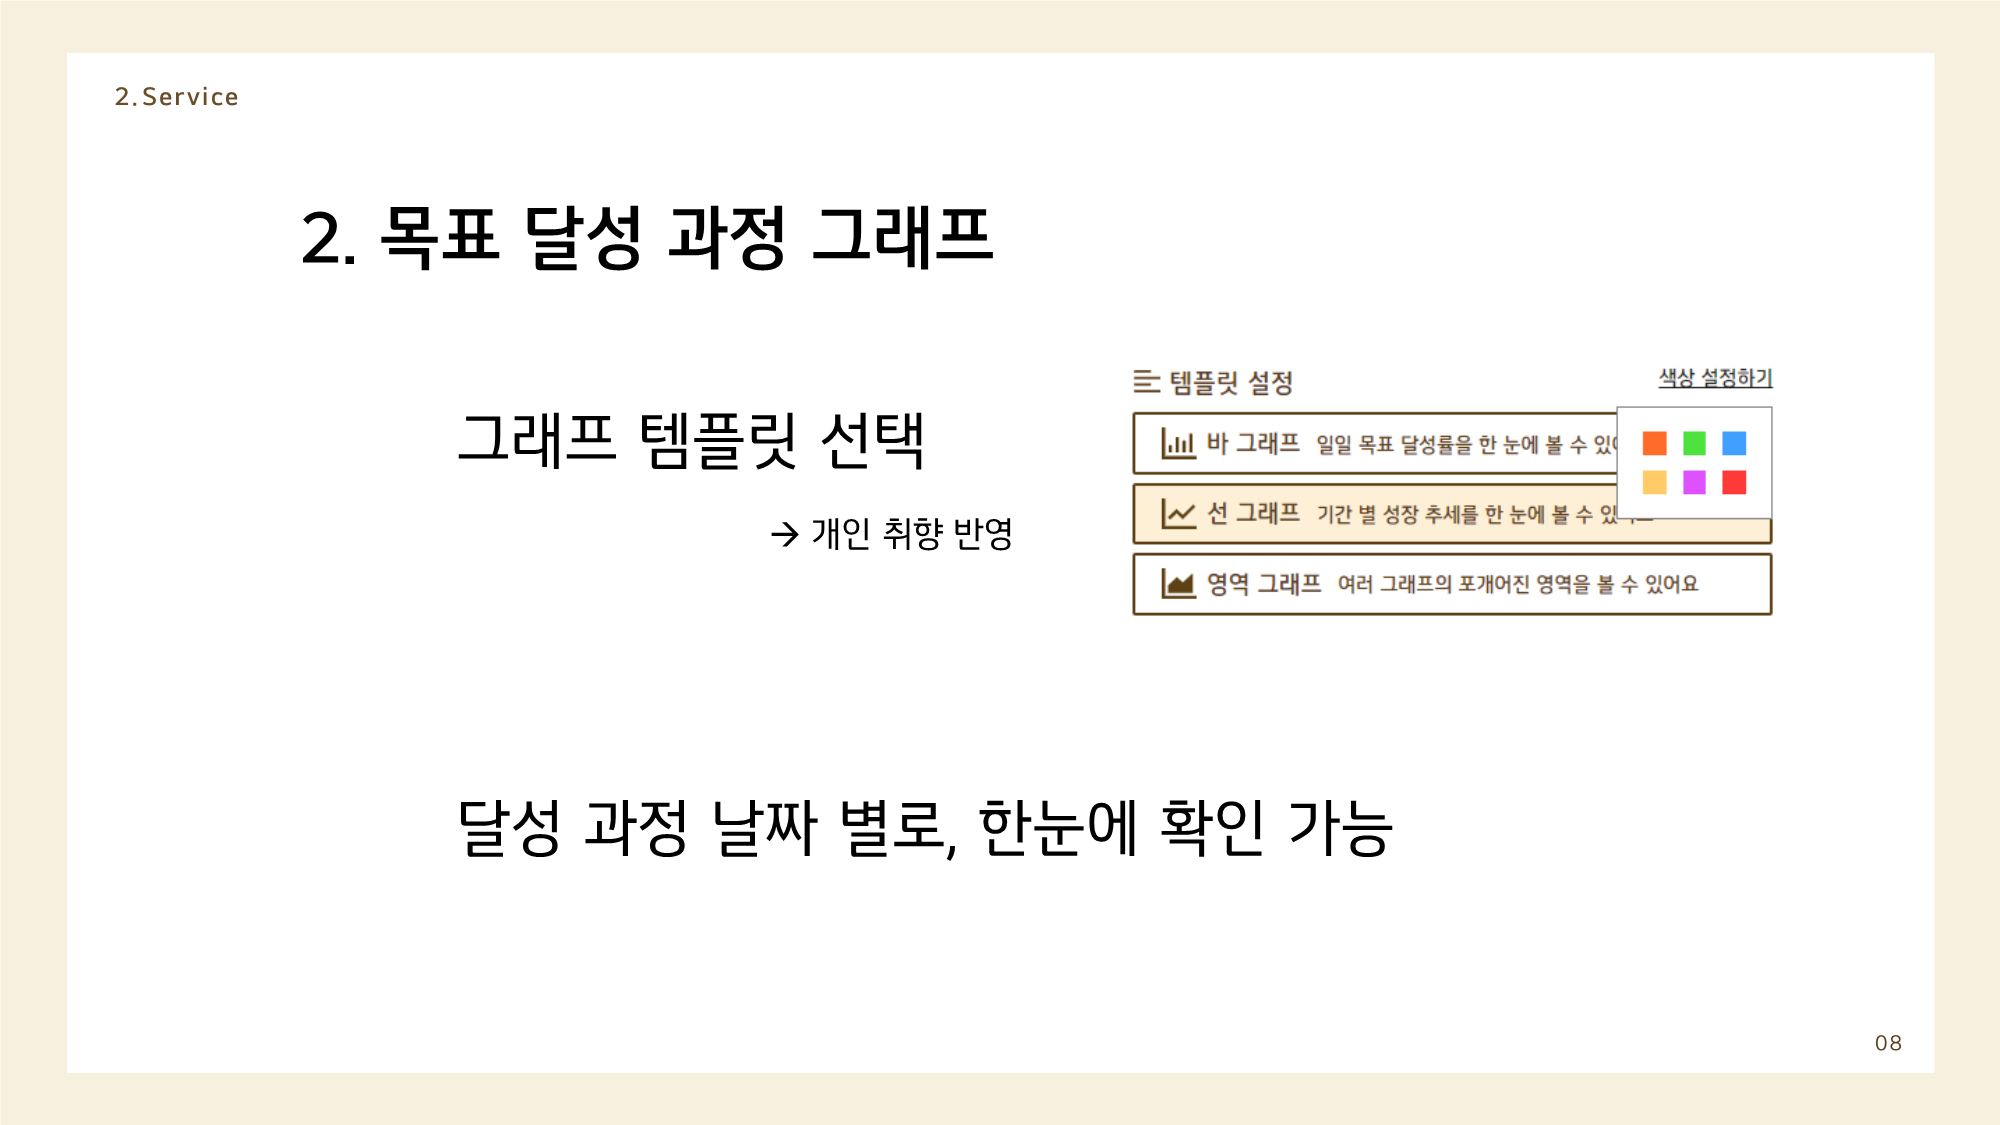 2.Service
2. 목표 달성 과정 그래프
그래프 템플릿 선택
→ 개인 취향 반영
템플릿 설정
색상 설정하기
바 그래프 일일 목표 달성률을 한 눈에 볼 수
선 그래프 기간 별 성장 추세를 한 눈에 볼 수
영역 그래프 여러 그래프의 포개어진 영역을 볼 수 있어요
달성 과정 날짜 별로, 한눈에 확인 가능
08